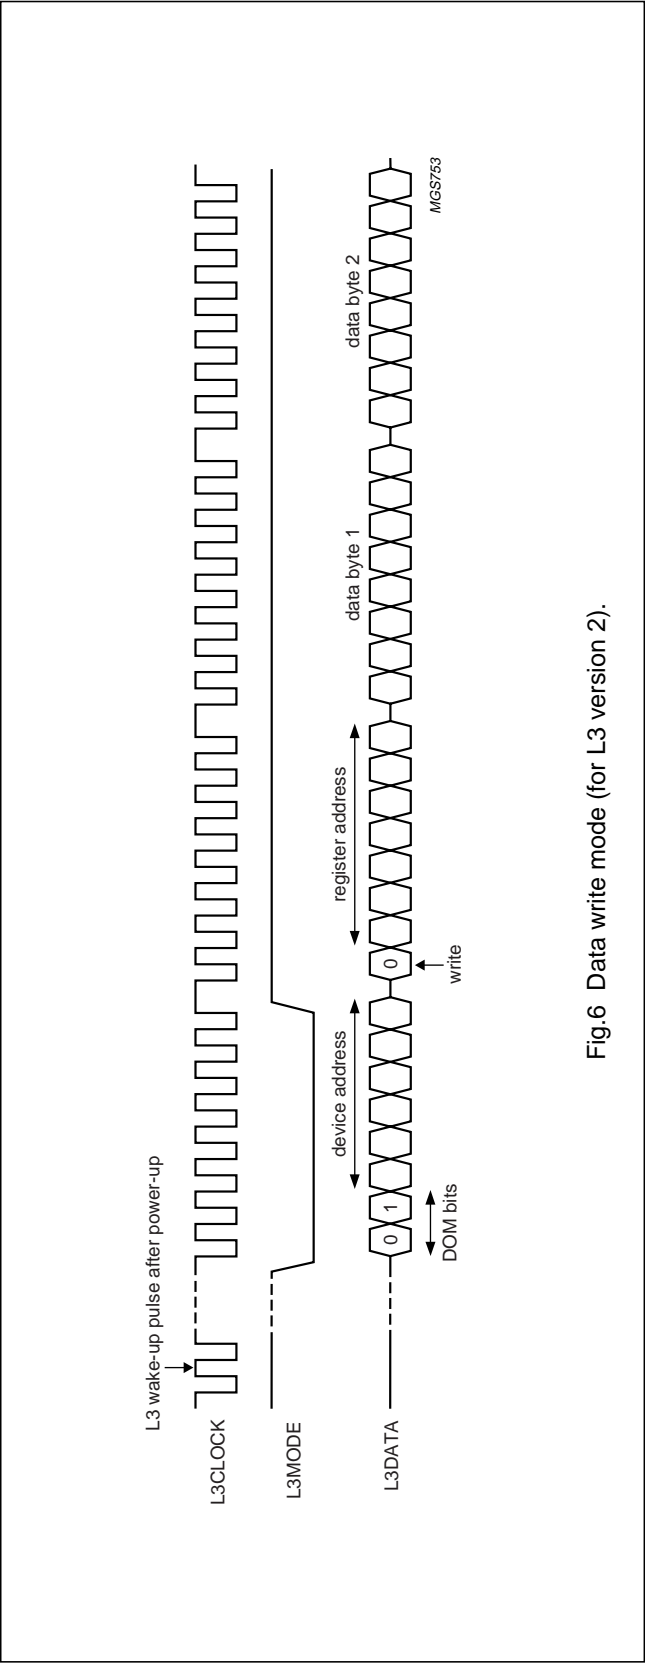 L3 wake-up pulse after power-up
L3CLOCK
L3MODE
device address
register address
data byte 1
data byte 2
L3DATA
0
1
0
DOM bits
write
MGS753
Fig.6 Data write mode (for L3 version 2).